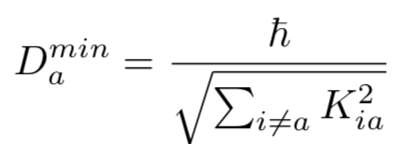 D_a^{min} = \frac{\hbar}{\sqrt{\sum_{i \neq a} K_{ia}^2}}